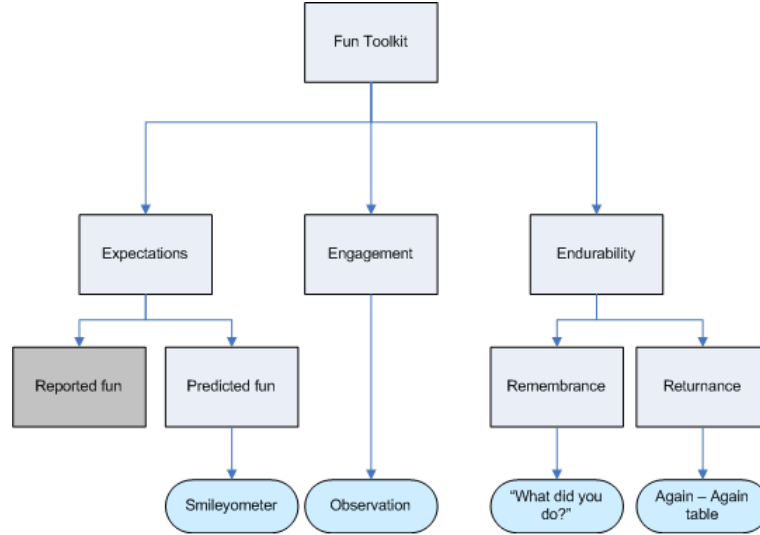 Fun Toolkit
Expectations
Engagement
Endurability
Reported fun
Predicted fun
Remembrance
Returnance
Smileyometer
Observation
“What did you
do?”
Again – Again
table